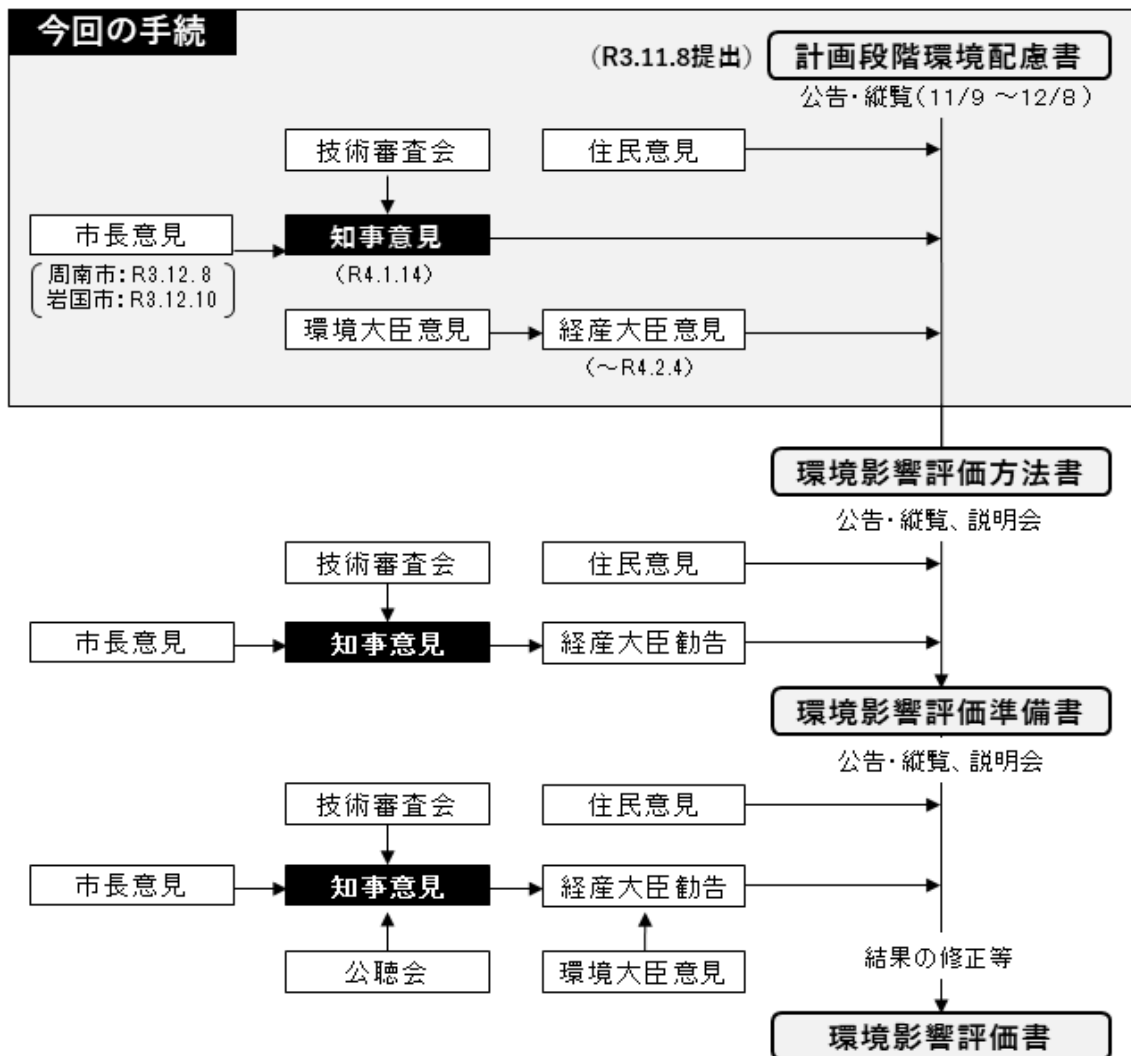 今回の手続
(R3.11.8提出) 計画段階環境配慮書
公告・縦覧(11/9 ～12/8)
技術審査会 住民意見
市長意見 知事意見
周南市:R3.12.8
岩国市:R3.12.10
(R4.1.14)
環境大臣意見 経産大臣意見
(～R4.2.4)
環境影響評価方法書
公告・縦覧、説明会
技術審査会 住民意見
市長意見 知事意見 経産大臣勧告
環境影響評価準備書
公告・縦覧、説明会
技術審査会 住民意見
市長意見 知事意見 経産大臣勧告
公聴会 環境大臣意見
結果の修正等
環境影響評価書